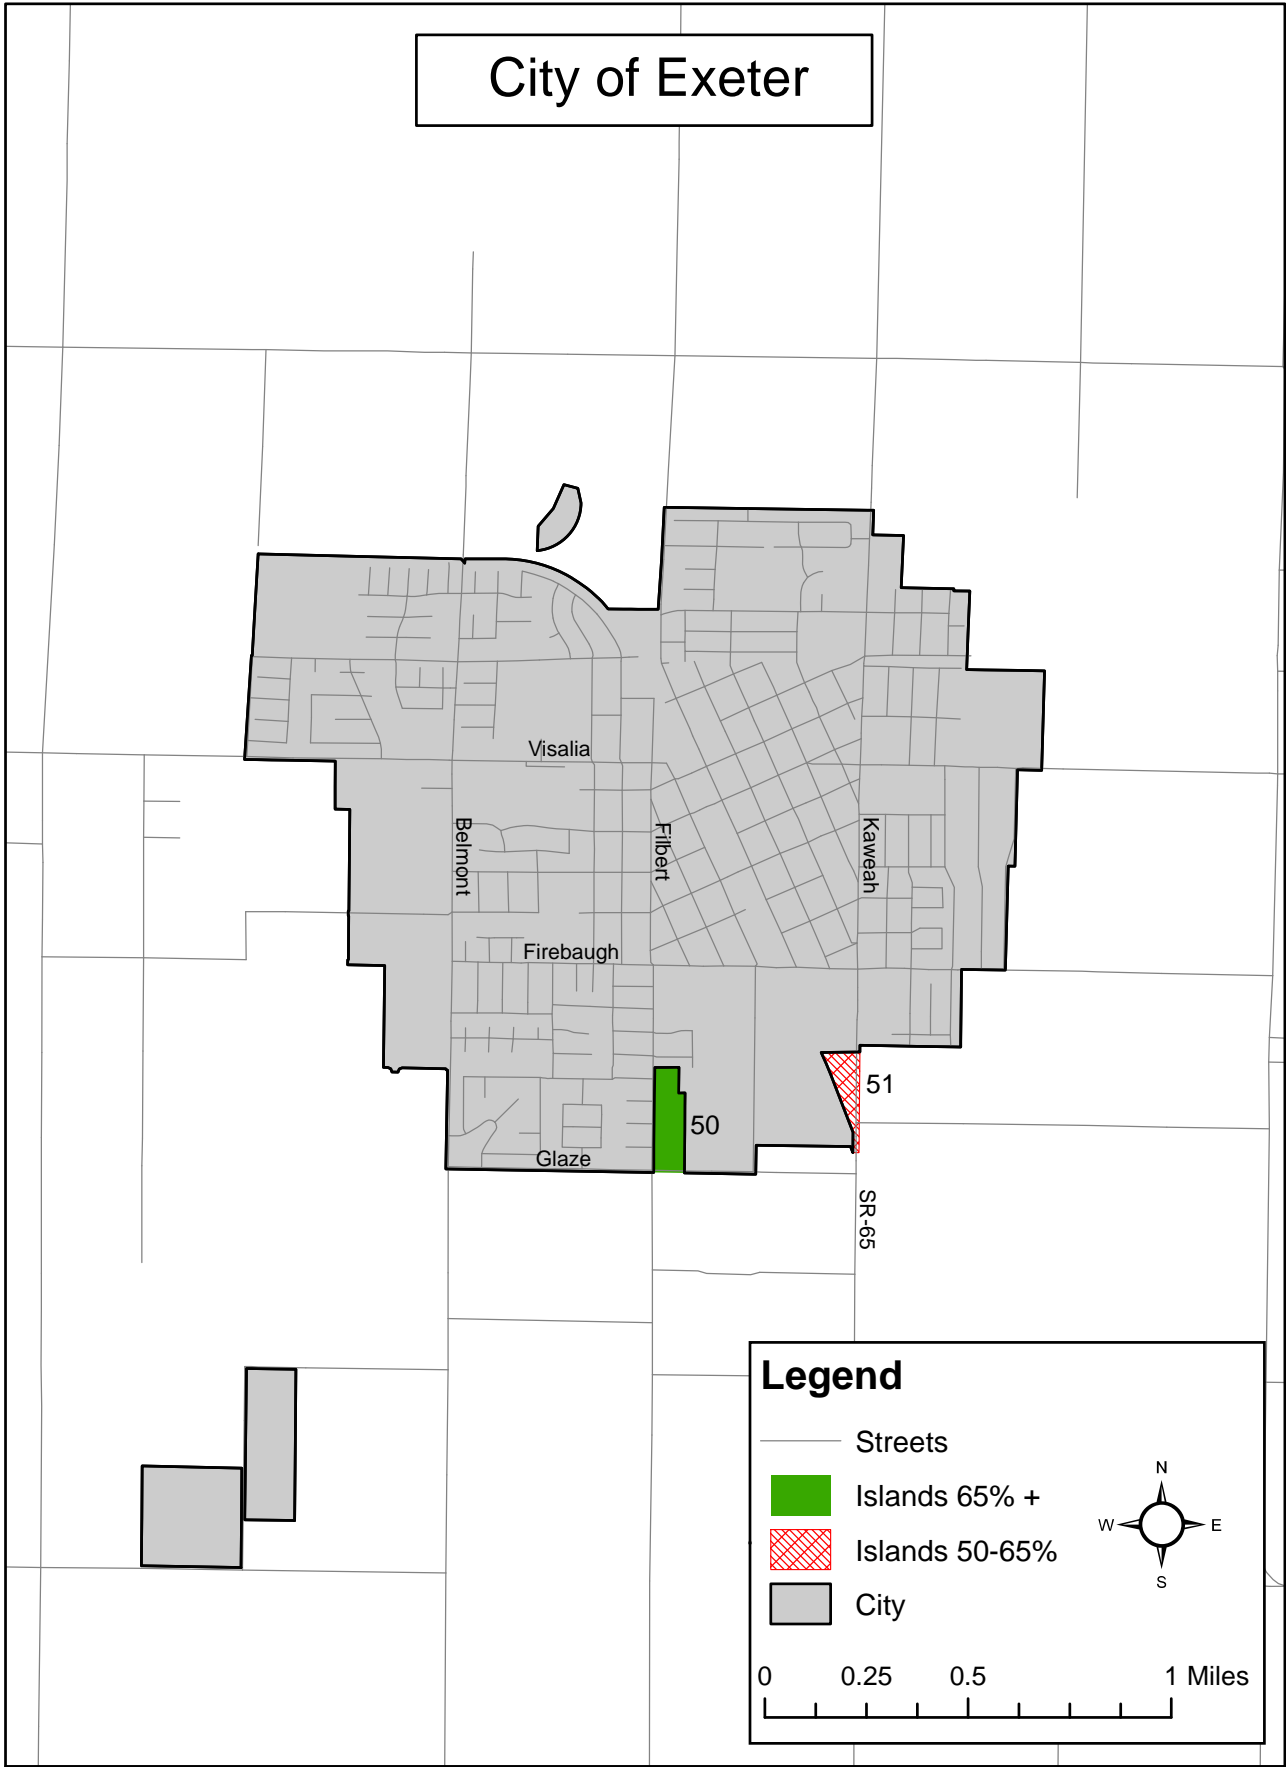 City of Exeter
Visalia
Belmont
Filbert
Kaweah
Firebaugh
51
50
Glaze
SR-65
Legend
Streets
Islands 65% +
Islands 50-65%
City
N
W
E
S
0 0.25 0.5 1 Miles